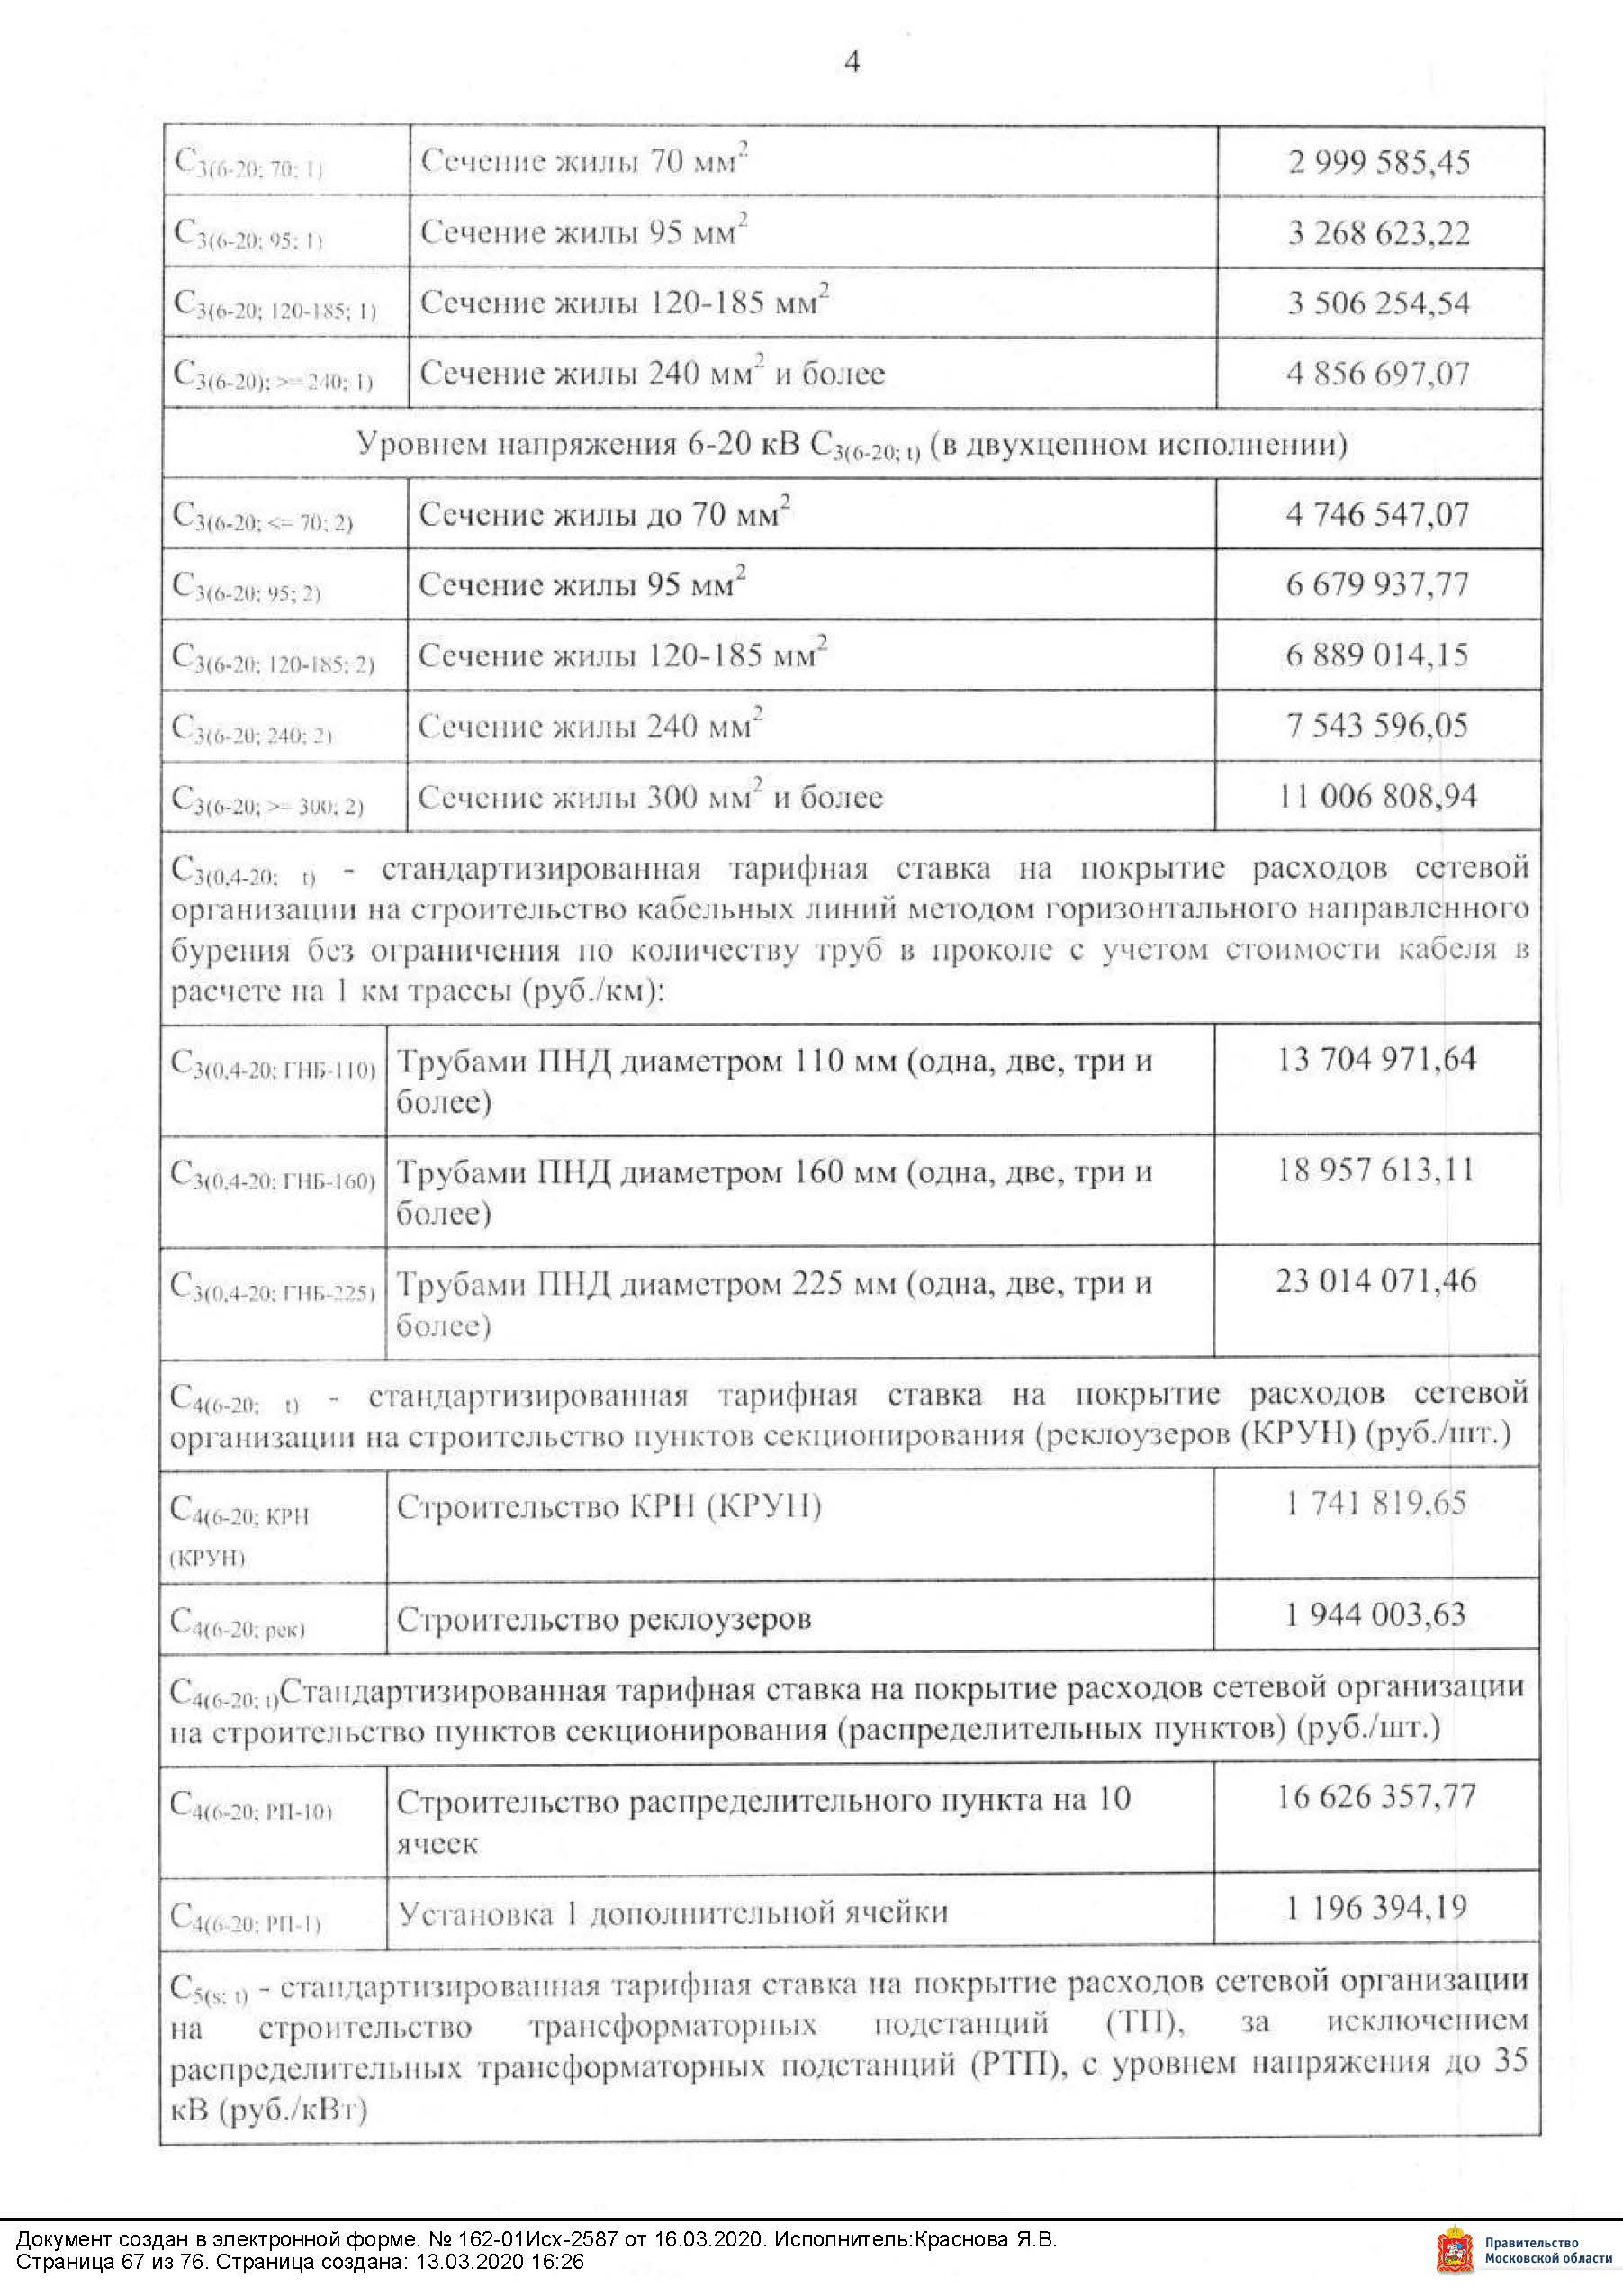 4
С3(6-20; 70; 1) Сечение жилы 70 мм2 2 999 585,45
С3(6-20; 95; 1) Сечение жилы 95 мм2 3 268 623,22
С3(6-20; 120-185; 1) Сечение жилы 120-185 мм2 3 506 254,54
С3(6-20); >= 240; 1) Сечение жилы 240 мм2 и более 4 856 697,07
Уровнем напряжения 6-20 кВ С3(6-20; t) (в двухцепном исполнении)
С3(6-20; <= 70; 2) Сечение жилы до 70 мм2 4 746 547,07
С3(6-20; 95; 2) Сечение жилы 95 мм2 6 679 937,77
С3(6-20; 120-185; 2) Сечение жилы 120-185 мм2 6 889 014,15
С3(6-20; 240; 2) Сечение жилы 240 мм2 7 543 596,05
С3(6-20; >= 300; 2) Сечение жилы 300 мм2 и более 11 006 808,94
С3(0,4-20; t) - стандартизированная тарифная ставка на покрытие расходов сетевой
организации на строительство кабельных линий методом горизонтального направленного
бурения без ограничения по количеству труб в проколе с учетом стоимости кабеля в
расчете на 1 км трассы (руб./км):
С3(0,4-20; ГНБ-110) Трубами ПНД диаметром 110 мм (одна, две, три и 13 704 971,64
более)
С3(0,4-20; ГНБ-160) Трубами ПНД диаметром 160 мм (одна, две, три и 18 957 613,11
более)
С3(0,4-20; ГНБ-225) Трубами ПНД диаметром 225 мм (одна, две, три и 23 014 071,46
более)
С4(6-20; t) - стандартизированная тарифная ставка на покрытие расходов сетевой
организации на строительство пунктов секционирования (реклоузеров (КРУН) (руб./шт.)
С4(6-20; КРН Строительство КРН (КРУН) 1 741 819,65
(КРУН)
С4(6-20; рек) Строительство реклоузеров 1 944 003,63
С4(6-20; t)Стандартизированная тарифная ставка на покрытие расходов сетевой организации
на строительство пунктов секционирования (распределительных пунктов) (руб./шт.)
С4(6-20; РП-10) Строительство распределительного пункта на 10 16 626 357,77
ячеек
С4(6-20; РП-1) Установка 1 дополнительной ячейки 1 196 394,19
С5(s; t) - стандартизированная тарифная ставка на покрытие расходов сетевой организации
на строительство трансформаторных подстанций (ТП), за исключением
распределительных трансформаторных подстанций (РТП), с уровнем напряжения до 35
кВ (руб./кВт)
Документ создан в электронной форме. № 162-01Исх-2587 от 16.03.2020. Исполнитель:Краснова Я.В.
Страница 67 из 76. Страница создана: 13.03.2020 16:26
Правительство
Московской области